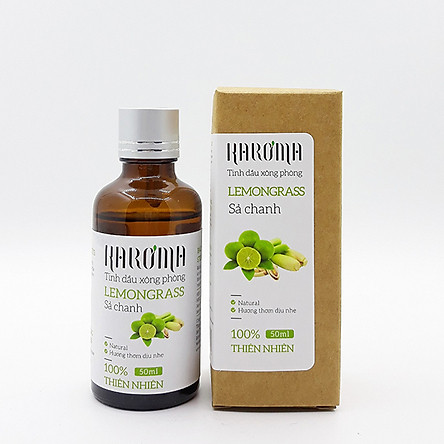 KAROMA
Tinh dầu xông phòng
LEMONGRASS
Sả chanh
Natural
Hương thơm dịu nhẹ
100% 50ml
THIÊN NHIÊN
KAROMA
Tinh dầu xông phòng
LEMONGRASS
Sả chanh
Natural
Hương thơm dịu nhẹ
100% 50ml
THIÊN NHIÊN